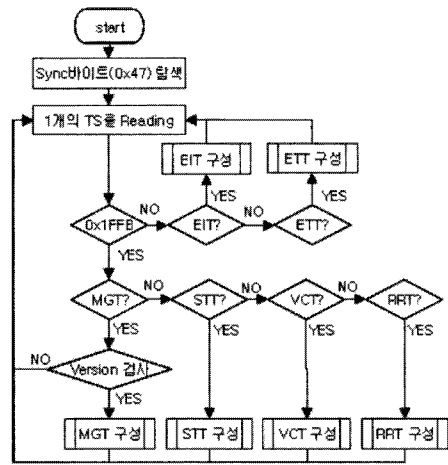 start
Sync바이트(0x47) 탐색
1개의 TS를 Reading
EIT 구성
ETT 구성
YES
YES
0x1FFB
NO
EIT?
NO
ETT?
YES
MGT?
NO
STT?
NO
VCT?
NO
RRT?
YES
YES
YES
YES
NO
Version 검사
YES
MGT 구성
STT 구성
VCT 구성
RRT 구성